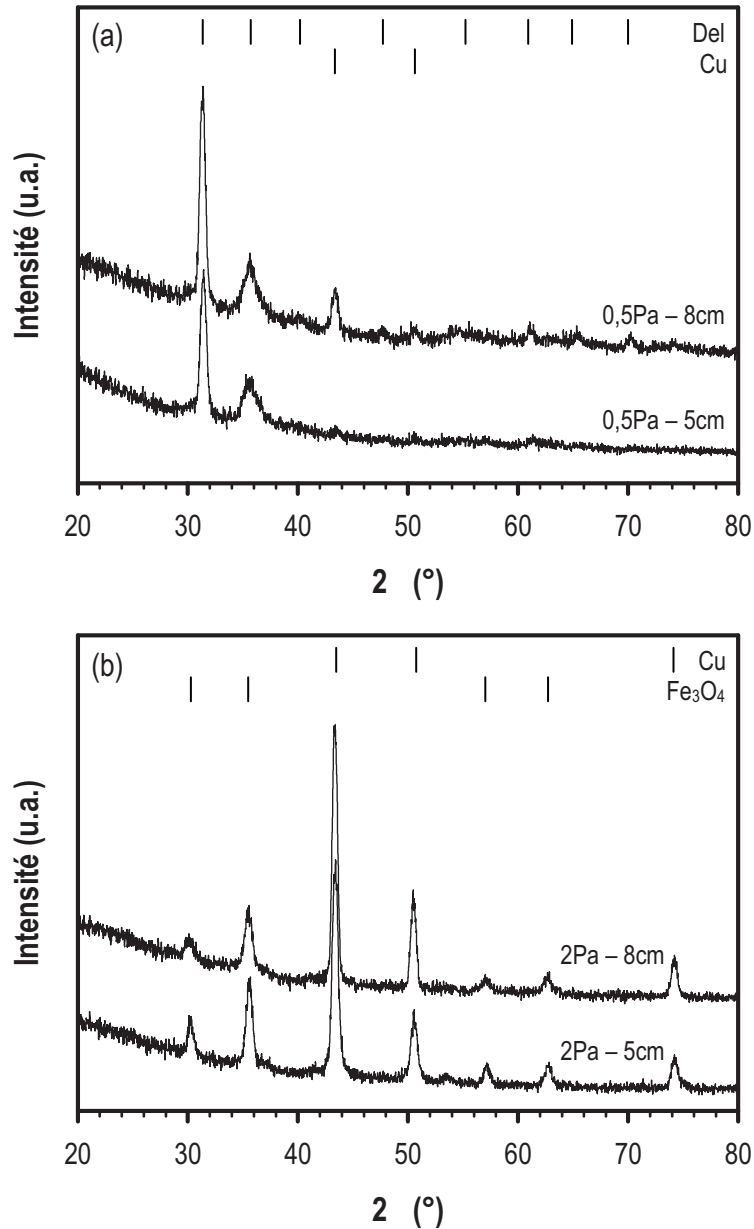 (a)
Del
Cu
Intensité (u.a.)
0,5Pa – 8cm
0,5Pa – 5cm
20 30 40 50 60 70 80
2 (°)
(b)
Cu
Fe₃O₄
Intensité (u.a.)
2Pa – 8cm
2Pa – 5cm
20 30 40 50 60 70 80
2 (°)